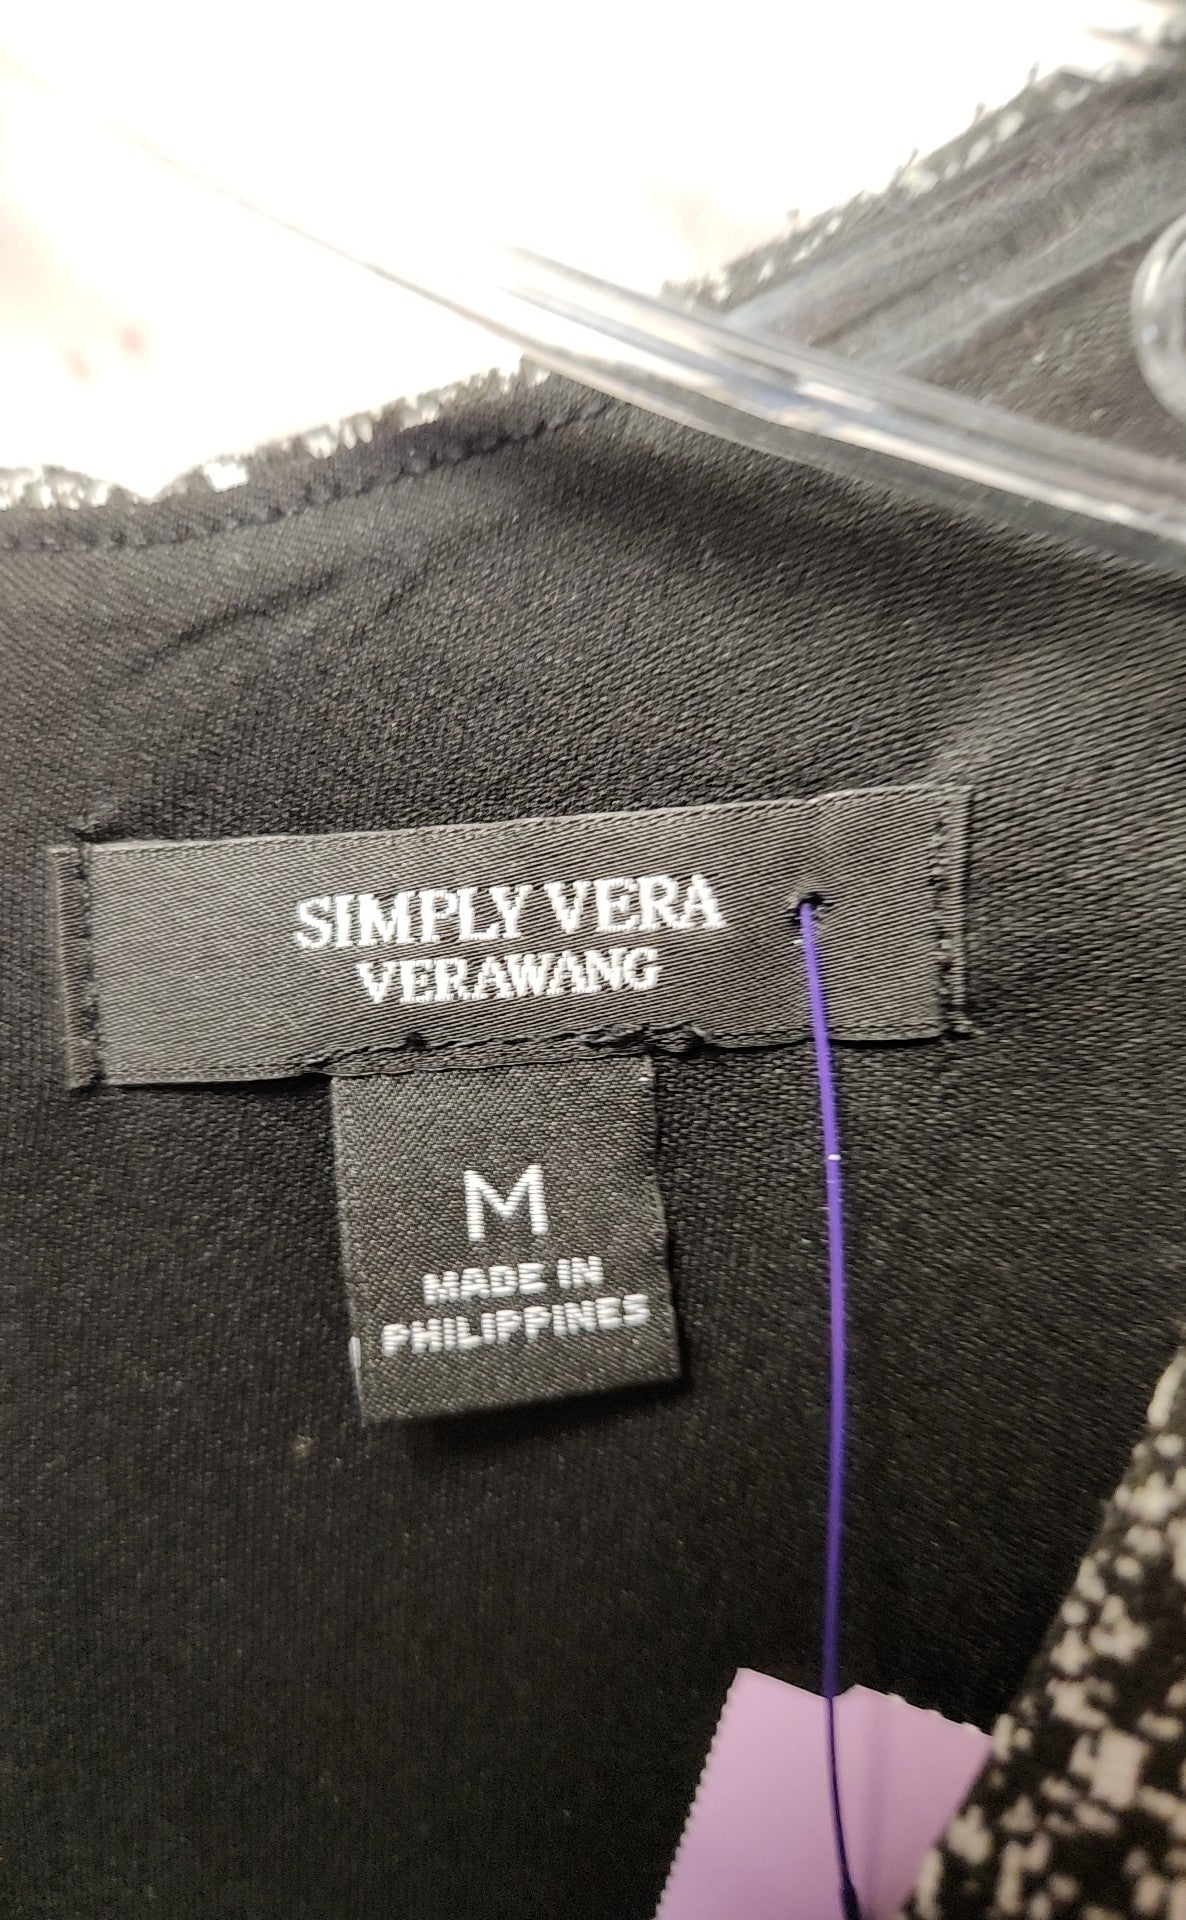 SIMPLY VERA
VERAWANG
M
MADE IN
PHILIPPINES